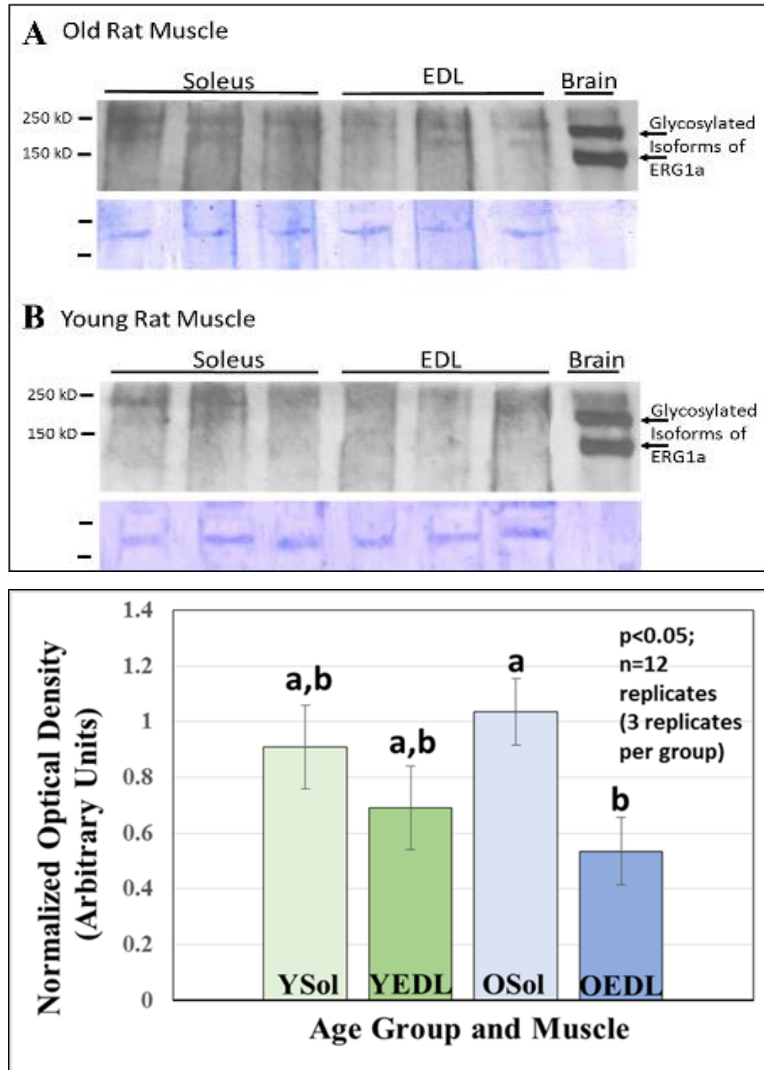 A Old Rat Muscle
Soleus EDL Brain
250 kD
150 kD
Glycosylated
Isoforms of
ERG1a
B Young Rat Muscle
Soleus EDL Brain
250 kD
150 kD
Glycosylated
Isoforms of
ERG1a
Normalized Optical Density
(Arbitrary Units)
1.4
1.2
1
0.8
0.6
0.4
0.2
0
a,b
a,b
a
b
p<0.05;
n=12
replicates
(3 replicates
per group)
YSol YEDL OSol OEDL
Age Group and Muscle